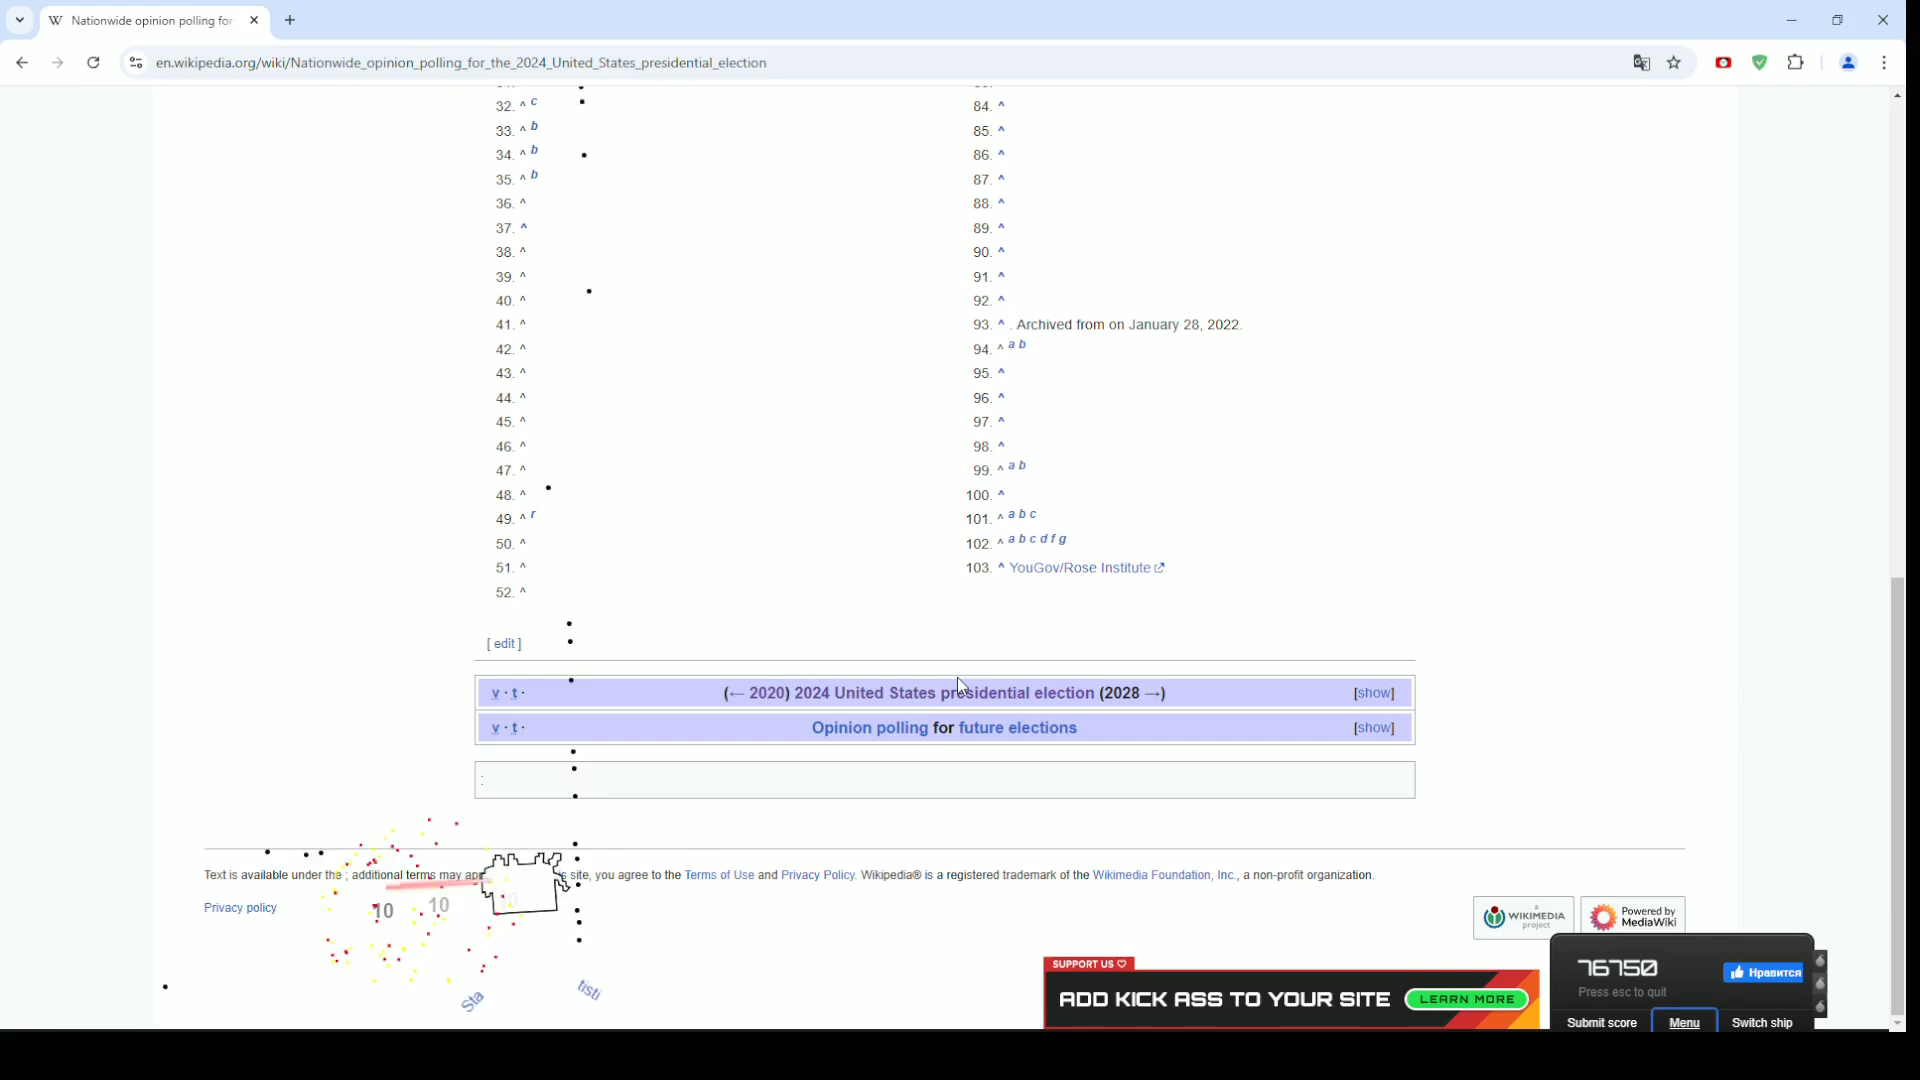 Nationwide opinion polling for
en.wikipedia.org/wiki/Nationwide_opinion_polling_for_the_2024_United_States_presidential_election
32. ^ c
33. ^ b
34. ^ b
35. ^ b
36. ^
37. ^
38. ^
39. ^
40. ^
41. ^
42. ^
43. ^
44. ^
45. ^
46. ^
47. ^
48. ^
49. ^ r
50. ^
51. ^
52. ^
84. ^
85. ^
86. ^
87. ^
88. ^
89. ^
90. ^
91. ^
92. ^
93. ^ . Archived from on January 28, 2022.
94. ^ a b
95. ^
96. ^
97. ^
98. ^
99. ^ a b
100. ^
101. ^ a b c
102. ^ a b c d f g
103. ^ YouGov/Rose Institute
[ edit ]
v · t · (← 2020) 2024 United States presidential election (2028 →) [show]
v · t · Opinion polling for future elections [show]
:
Text is available under the ; additional terms may site, you agree to the Terms of Use and Privacy Policy. Wikipedia® is a registered trademark of the Wikimedia Foundation, Inc., a non-profit organization.
Privacy policy
10 10 10
a WIKIMEDIA project
Powered by MediaWiki
Sta tisti
SUPPORT US
ADD KICK ASS TO YOUR SITE LEARN MORE
76750
Нравится
Press esc to quit
Submit score Menu Switch ship